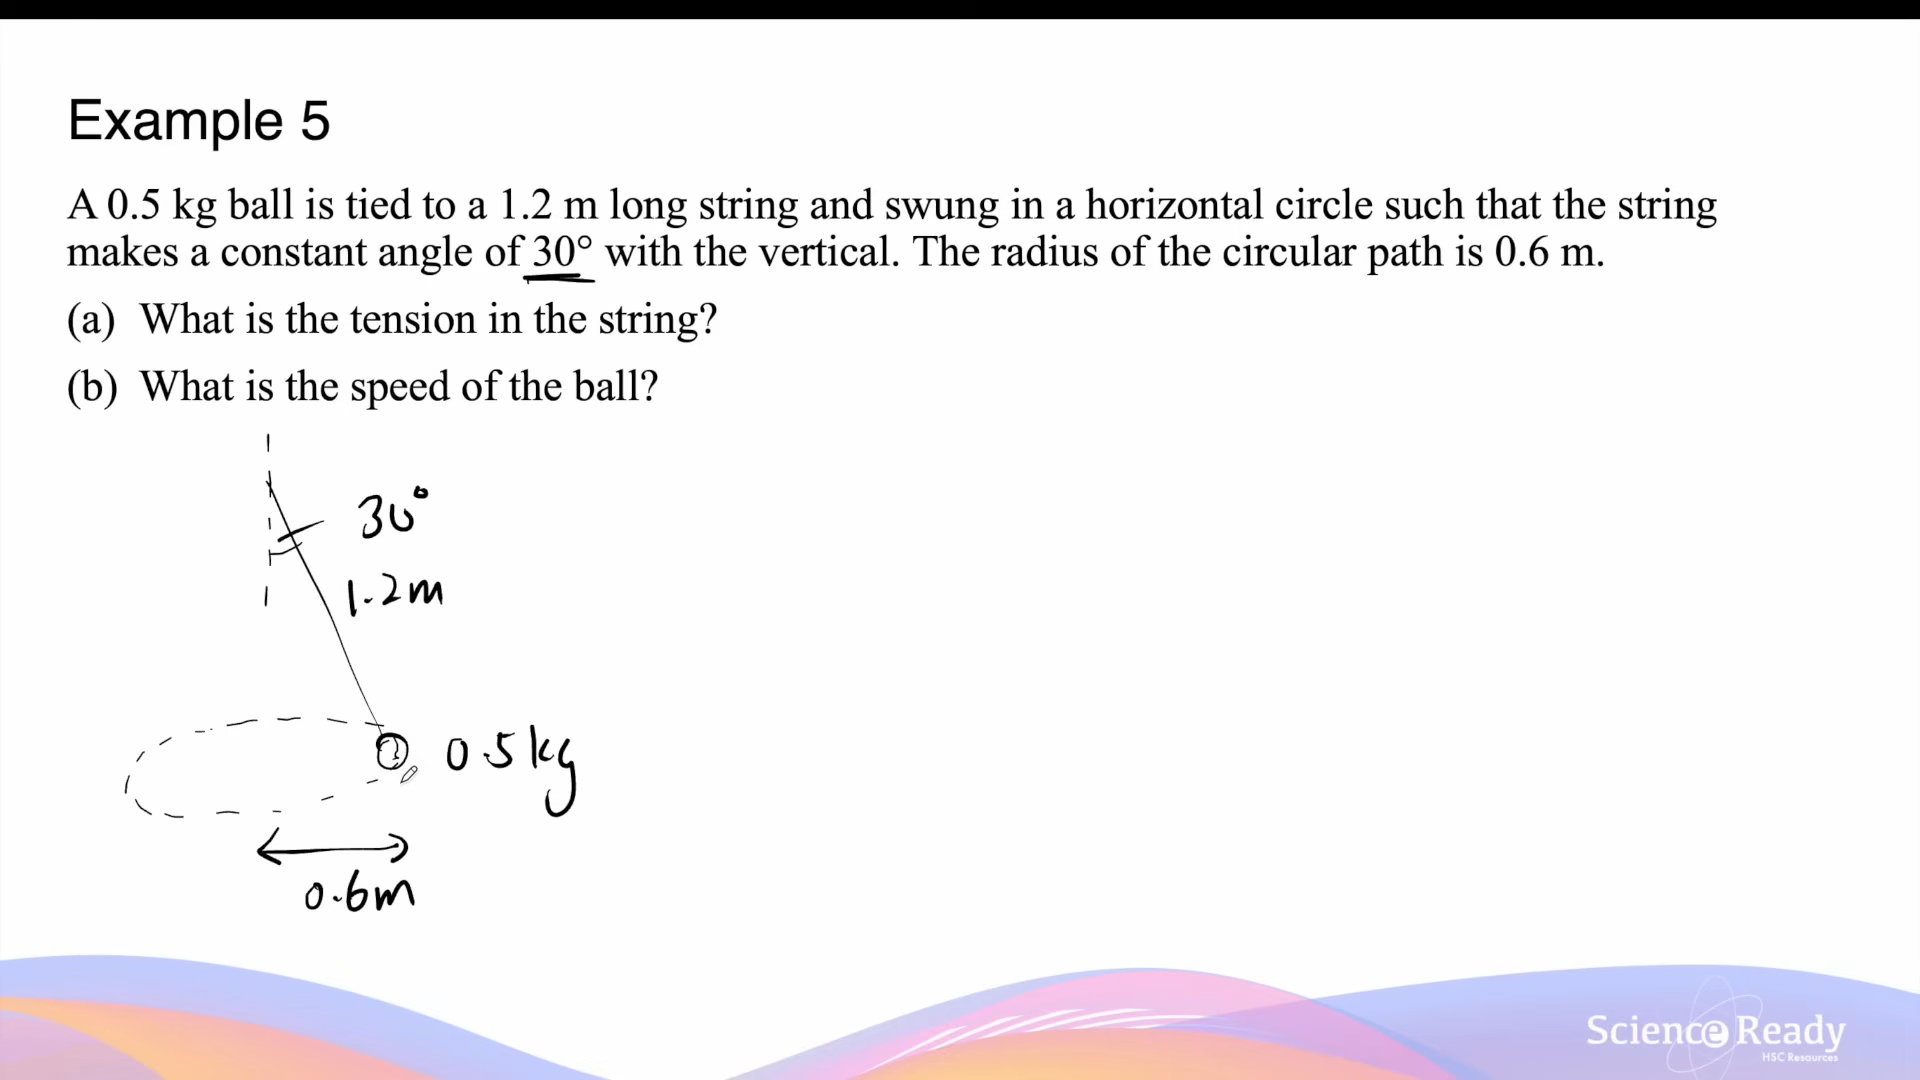 Example 5
A 0.5 kg ball is tied to a 1.2 m long string and swung in a horizontal circle such that the string
makes a constant angle of 30° with the vertical. The radius of the circular path is 0.6 m.
(a) What is the tension in the string?
(b) What is the speed of the ball?
30°
1.2m
0.5kg
0.6m
Science Ready
HSC Resources